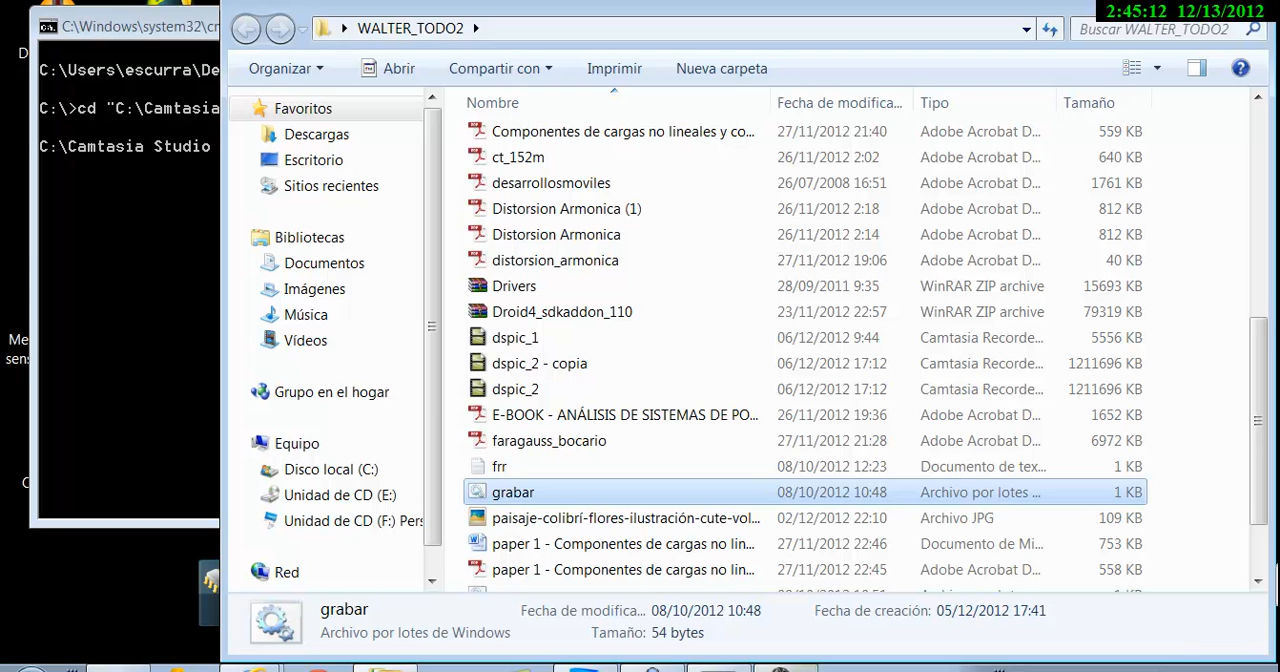 2:45:12 12/13/2012
C:\Windows\system32\cn
C:\Users\escurra\De
C:\>cd "C:\Camtasia
C:\Camtasia Studio
WALTER_TODO2
Buscar WALTER_TODO2
Organizar
Abrir
Compartir con
Imprimir
Nueva carpeta
Favoritos
Descargas
Escritorio
Sitios recientes
Bibliotecas
Documentos
Imágenes
Música
Vídeos
Grupo en el hogar
Equipo
Disco local (C:)
Unidad de CD (E:)
Unidad de CD (F:) Pers
Red
Nombre Fecha de modifica... Tipo Tamaño
Componentes de cargas no lineales y co... 27/11/2012 21:40 Adobe Acrobat D... 559 KB
ct_152m 26/11/2012 2:02 Adobe Acrobat D... 640 KB
desarrollosmoviles 26/07/2008 16:51 Adobe Acrobat D... 1761 KB
Distorsion Armonica (1) 26/11/2012 2:18 Adobe Acrobat D... 812 KB
Distorsion Armonica 26/11/2012 2:14 Adobe Acrobat D... 812 KB
distorsion_armonica 27/11/2012 19:06 Adobe Acrobat D... 40 KB
Drivers 28/09/2011 9:35 WinRAR ZIP archive 15693 KB
Droid4_sdkaddon_110 23/11/2012 22:57 WinRAR ZIP archive 79319 KB
dspic_1 06/12/2012 9:44 Camtasia Recorde... 5556 KB
dspic_2 - copia 06/12/2012 17:12 Camtasia Recorde... 1211696 KB
dspic_2 06/12/2012 17:12 Camtasia Recorde... 1211696 KB
E-BOOK - ANÁLISIS DE SISTEMAS DE PO... 26/11/2012 19:36 Adobe Acrobat D... 1652 KB
faragauss_bocario 27/11/2012 21:28 Adobe Acrobat D... 6972 KB
frr 08/10/2012 12:23 Documento de tex... 1 KB
grabar 08/10/2012 10:48 Archivo por lotes ... 1 KB
paisaje-colibrí-flores-ilustración-cute-vol... 02/12/2012 22:10 Archivo JPG 109 KB
paper 1 - Componentes de cargas no lin... 27/11/2012 22:46 Documento de Mi... 753 KB
paper 1 - Componentes de cargas no lin... 27/11/2012 22:45 Adobe Acrobat D... 558 KB
grabar Fecha de modifica... 08/10/2012 10:48 Fecha de creación: 05/12/2012 17:41
Archivo por lotes de Windows Tamaño: 54 bytes
Me
sens